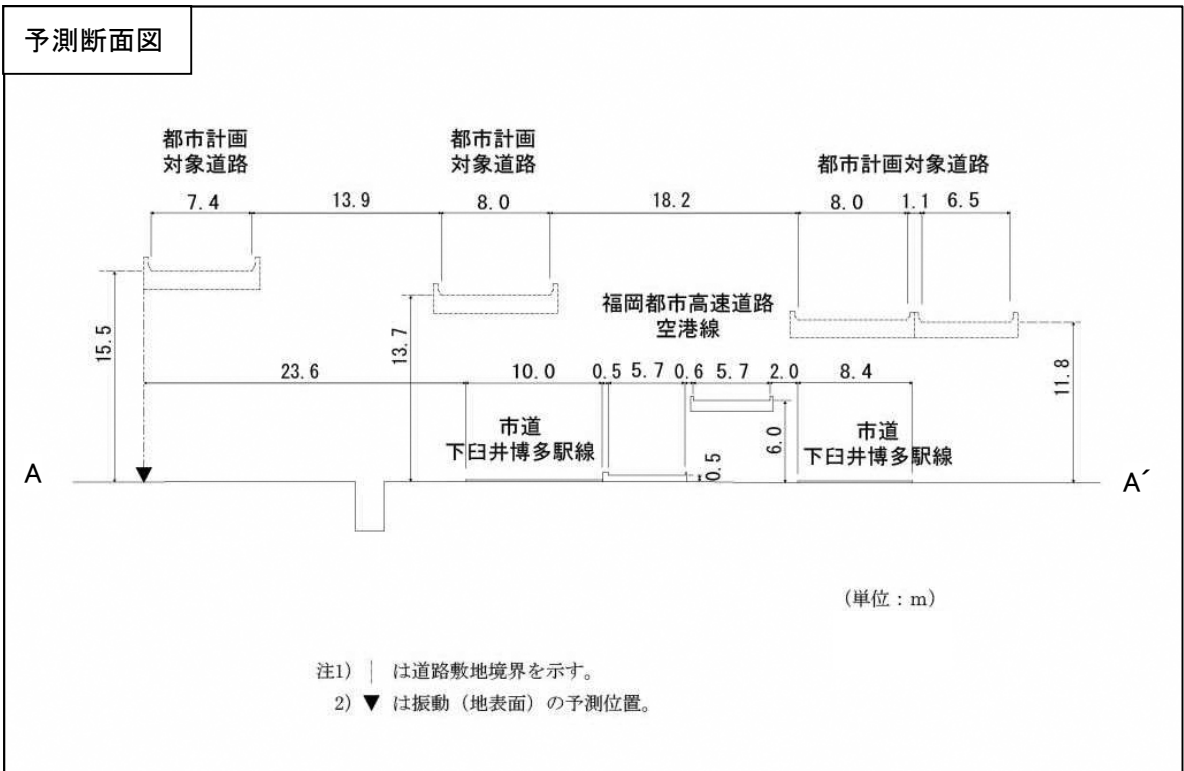 予測断面図
都市計画
対象道路
都市計画
対象道路
都市計画対象道路
7.4
13.9
8.0
18.2
8.0
1.1
6.5
福岡都市高速道路
空港線
15.5
13.7
11.8
23.6
10.0
0.5
5.7
0.6
5.7
2.0
8.4
市道
下臼井博多駅線
0.5
6.0
市道
下臼井博多駅線
A
A´
(単位：m)
注1) ¦ は道路敷地境界を示す。
2) ▼ は振動（地表面）の予測位置。